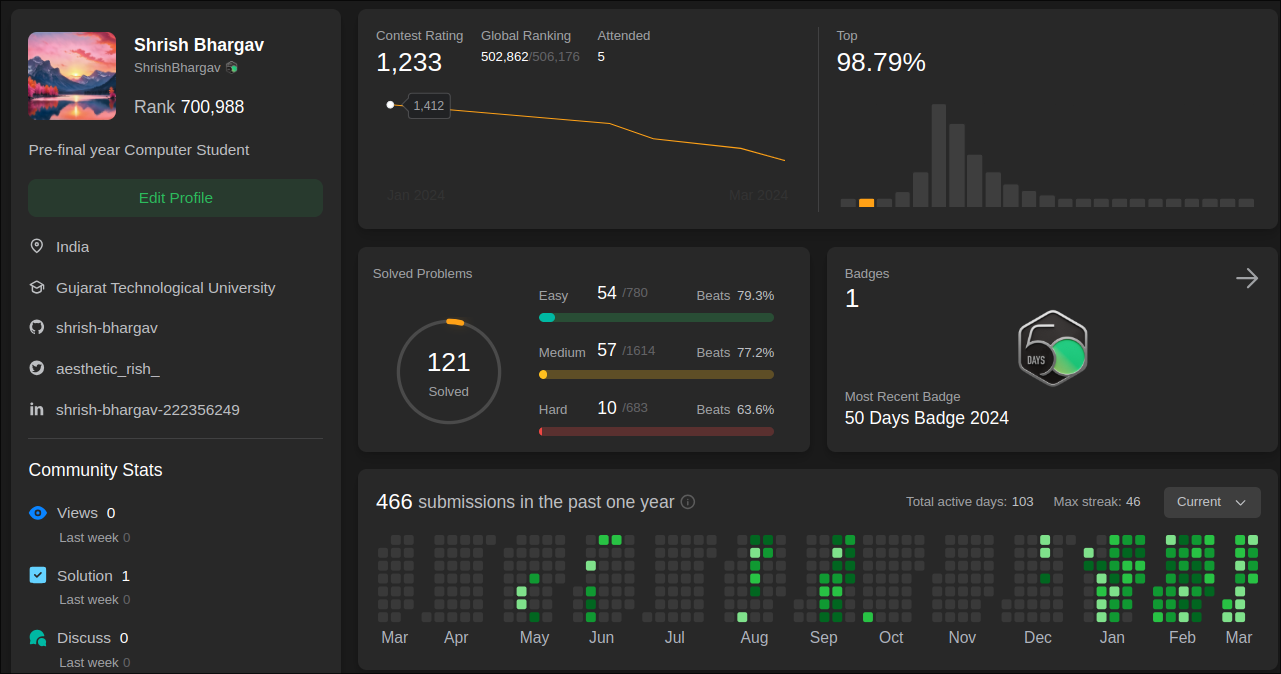 Shrish Bhargav
ShrishBhargav
Rank 700,988
Pre-final year Computer Student
Edit Profile
India
Gujarat Technological University
shrish-bhargav
aesthetic_rish_
shrish-bhargav-222356249
Community Stats
Views 0
Last week 0
Solution 1
Last week 0
Discuss 0
Last week 0
Contest Rating Global Ranking Attended
1,233 502,862/506,176 5
1,412
Jan 2024 Mar 2024
Top
98.79%
Solved Problems
121
Solved
Easy 54 /780 Beats 79.3%
Medium 57 /1614 Beats 77.2%
Hard 10 /683 Beats 63.6%
Badges
1
50
DAYS
Most Recent Badge
50 Days Badge 2024
466 submissions in the past one year Total active days: 103 Max streak: 46 Current
Mar Apr May Jun Jul Aug Sep Oct Nov Dec Jan Feb Mar